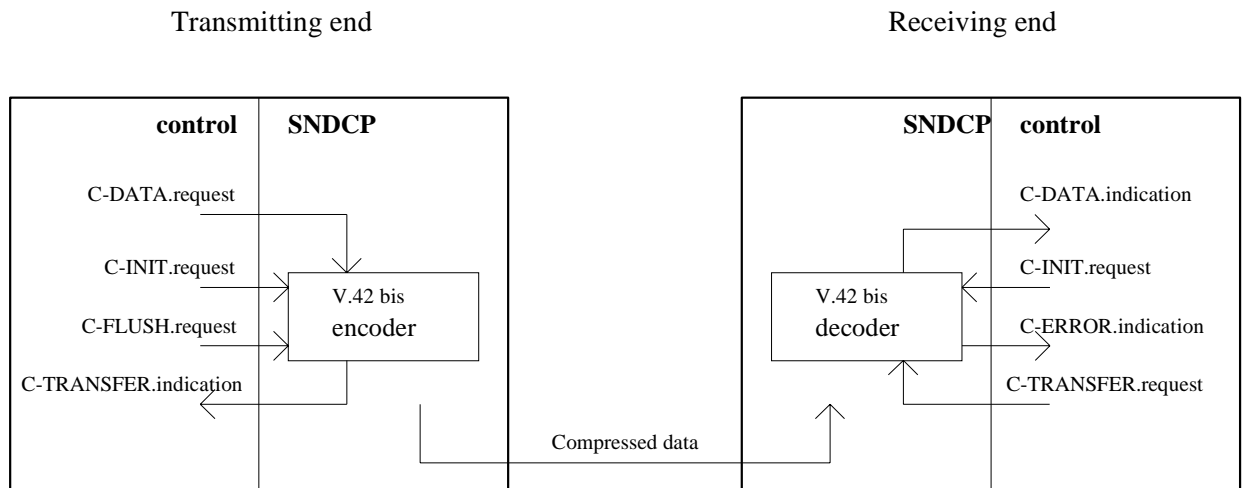 Transmitting end
Receiving end
control
SNDCP
C-DATA.request
C-INIT.request
C-FLUSH.request
C-TRANSFER.indication
V.42 bis
encoder
Compressed data
SNDCP
control
V.42 bis
decoder
C-DATA.indication
C-INIT.request
C-ERROR.indication
C-TRANSFER.request